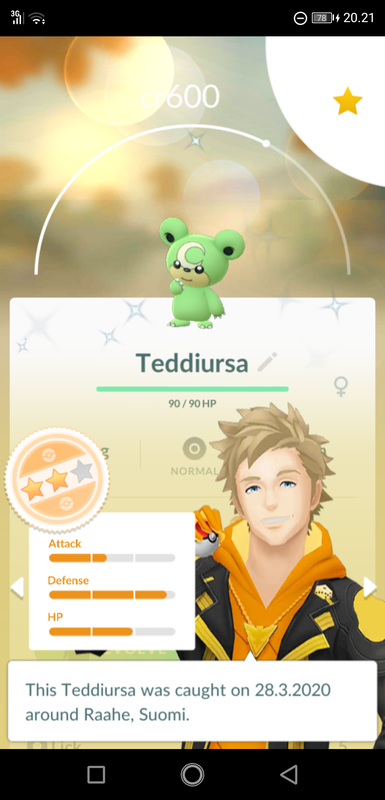 3G 78 20.21
CP600
Teddiursa
90 / 90 HP
NORMAL
Attack
Defense
HP
This Teddiursa was caught on 28.3.2020
around Raahe, Suomi.
Lick